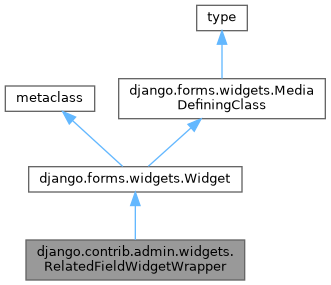 type
django.forms.widgets.Media
DefiningClass
metaclass
django.forms.widgets.Widget
django.contrib.admin.widgets.
RelatedFieldWidgetWrapper